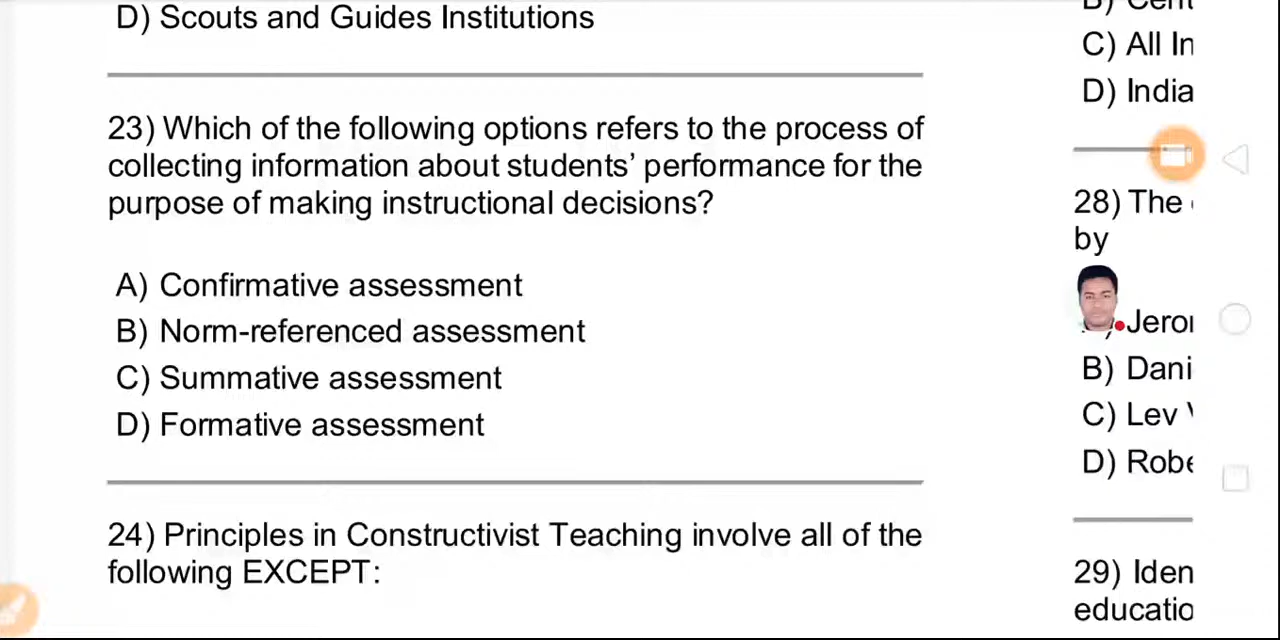 D) Scouts and Guides Institutions
23) Which of the following options refers to the process of
collecting information about students’ performance for the
purpose of making instructional decisions?
A) Confirmative assessment
B) Norm-referenced assessment
C) Summative assessment
D) Formative assessment
24) Principles in Constructivist Teaching involve all of the
following EXCEPT:
C) All In
D) India
28) The
by
B) Dani
C) Lev
D) Robe
29) Iden
educatio